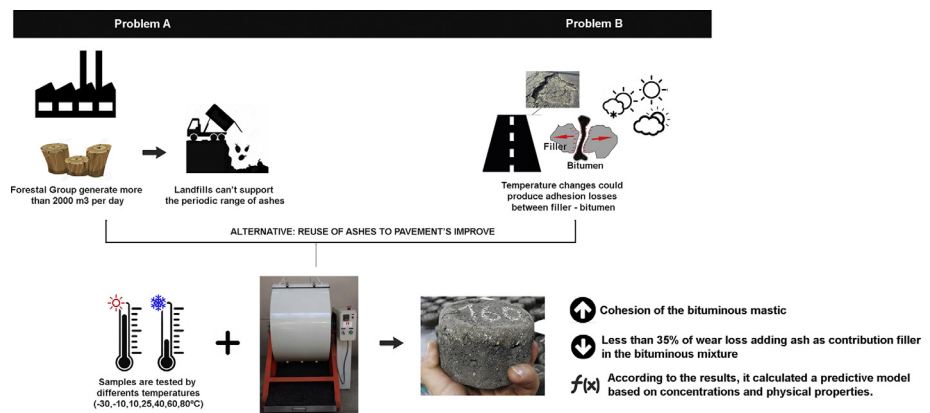 Problem A
Problem B
Filler
Bitumen
Forestal Group generate more
than 2000 m3 per day
Landfills can't support
the periodic range of ashes
Temperature changes could
produce adhesion losses
between filler - bitumen
ALTERNATIVE: REUSE OF ASHES TO PAVEMENT'S IMPROVE
Samples are tested by
differents temperatures
(-30,-10,10,25,40,60,80ºC)
160
Cohesion of the bituminous mastic
Less than 35% of wear loss adding ash as contribution filler
in the bituminous mixture
f(x)
According to the results, it calculated a predictive model
based on concentrations and physical properties.